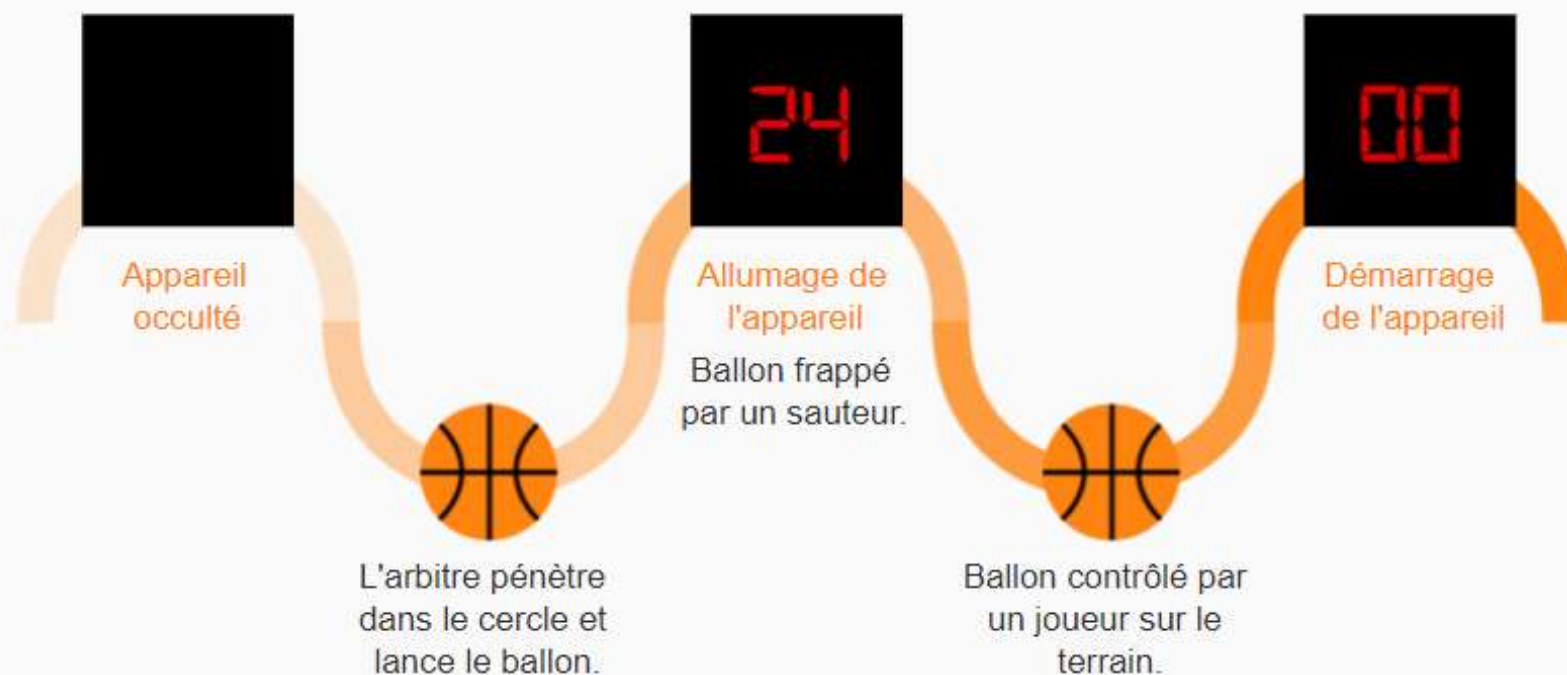 24
00
Appareil
occulté
Allumage de
l'appareil
Ballon frappé
par un sauteur.
Démarrage
de l'appareil
L'arbitre pénètre
dans le cercle et
lance le ballon.
Ballon contrôlé par
un joueur sur le
terrain.